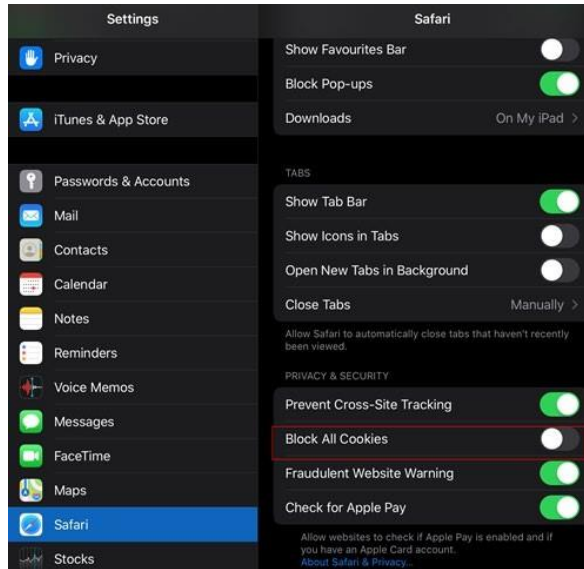 Settings
Privacy
iTunes & App Store
Passwords & Accounts
Mail
Contacts
Calendar
Notes
Reminders
Voice Memos
Messages
FaceTime
Maps
Safari
Stocks
Safari
Show Favourites Bar
Block Pop-ups
Downloads On My iPad
TABS
Show Tab Bar
Show Icons in Tabs
Open New Tabs in Background
Close Tabs Manually
Allow Safari to automatically close tabs that haven't recently
been viewed.
PRIVACY & SECURITY
Prevent Cross-Site Tracking
Block All Cookies
Fraudulent Website Warning
Check for Apple Pay
Allow websites to check if Apple Pay is enabled and if
you have an Apple Card account.
About Safari & Privacy...